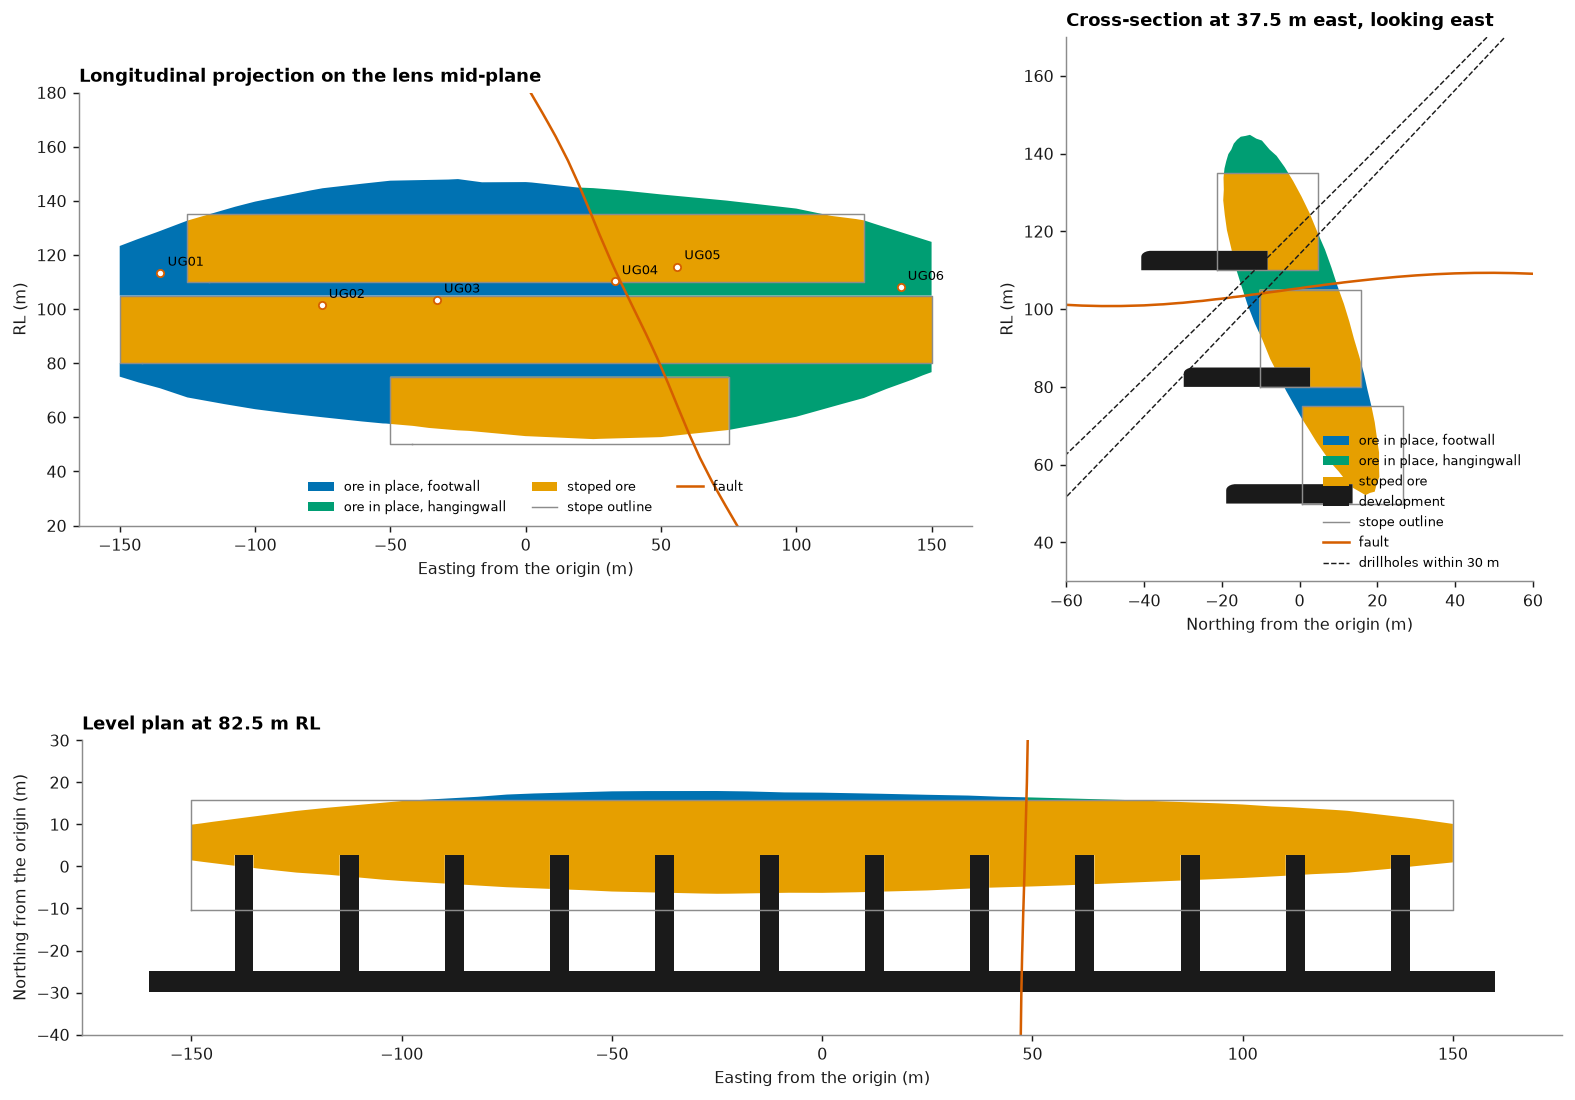 Longitudinal projection on the lens mid-plane
180
160
140
120
100
80
60
40
20
RL (m)
UG01
UG02
UG03
UG04
UG05
UG06
ore in place, footwall
ore in place, hangingwall
stoped ore
stope outline
fault
−150
−100
−50
0
50
100
150
Easting from the origin (m)
Cross-section at 37.5 m east, looking east
160
140
120
100
80
60
40
RL (m)
ore in place, footwall
ore in place, hangingwall
stoped ore
development
stope outline
fault
drillholes within 30 m
−60
−40
−20
0
20
40
60
Northing from the origin (m)
Level plan at 82.5 m RL
30
20
10
0
−10
−20
−30
−40
Northing from the origin (m)
−150
−100
−50
0
50
100
150
Easting from the origin (m)